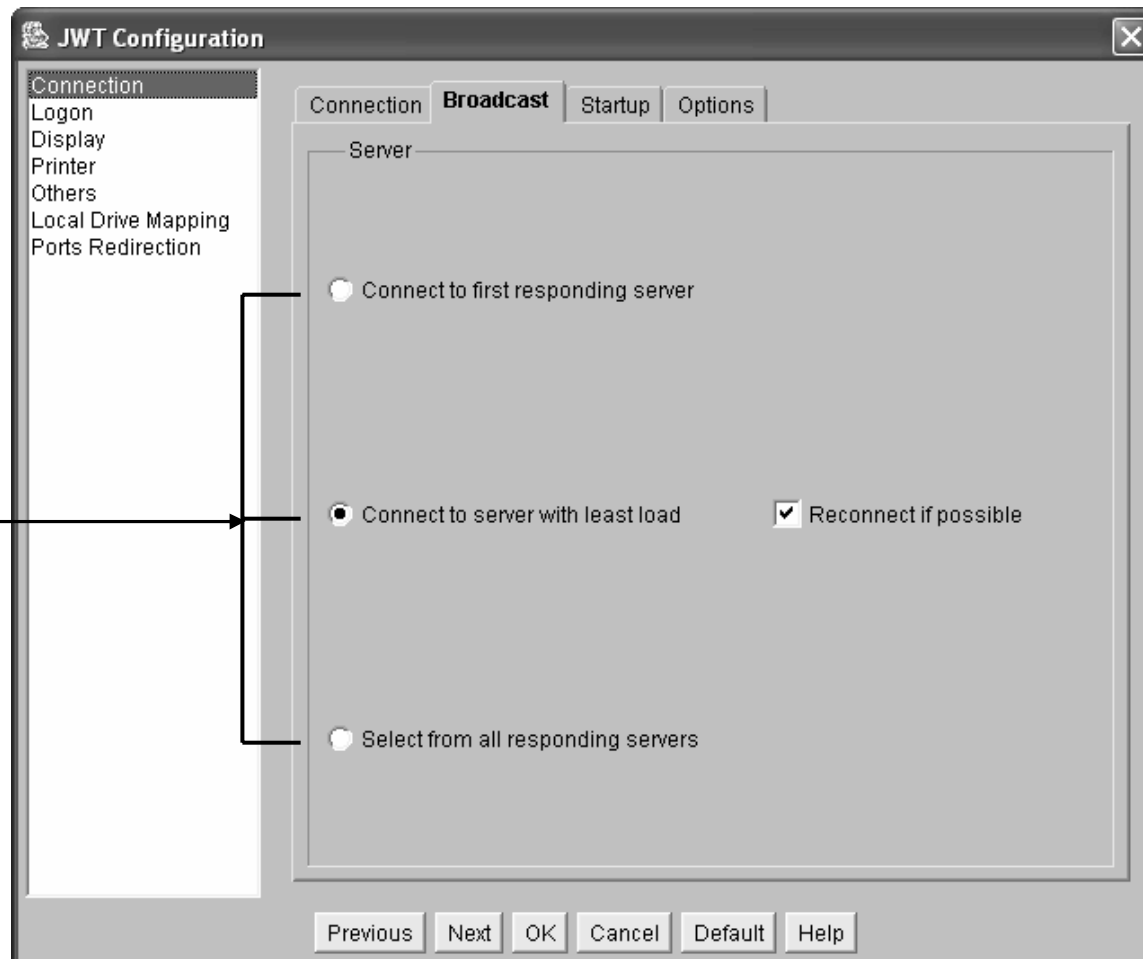 JWT Configuration
Connection
Logon
Display
Printer
Others
Local Drive Mapping
Ports Redirection
Connection Broadcast Startup Options
Server
Connect to first responding server
Connect to server with least load Reconnect if possible
Select from all responding servers
Previous Next OK Cancel Default Help